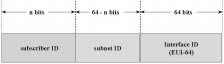 n bits 64 - n bits 64 bits
subscriber ID subnet ID Interface ID
(EUI-64)